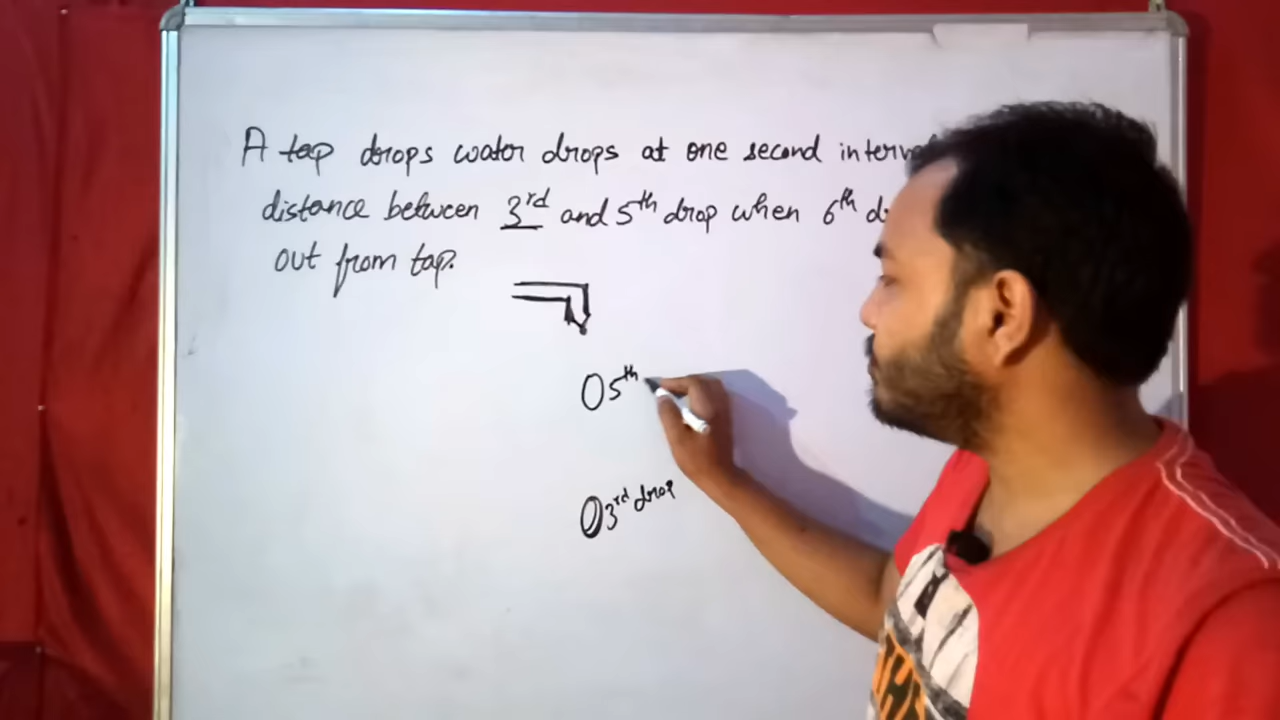 A tap drops water drops at one second interval
distance between 3rd and 5th drop when 6th
out from tap.
5th
3rd drop